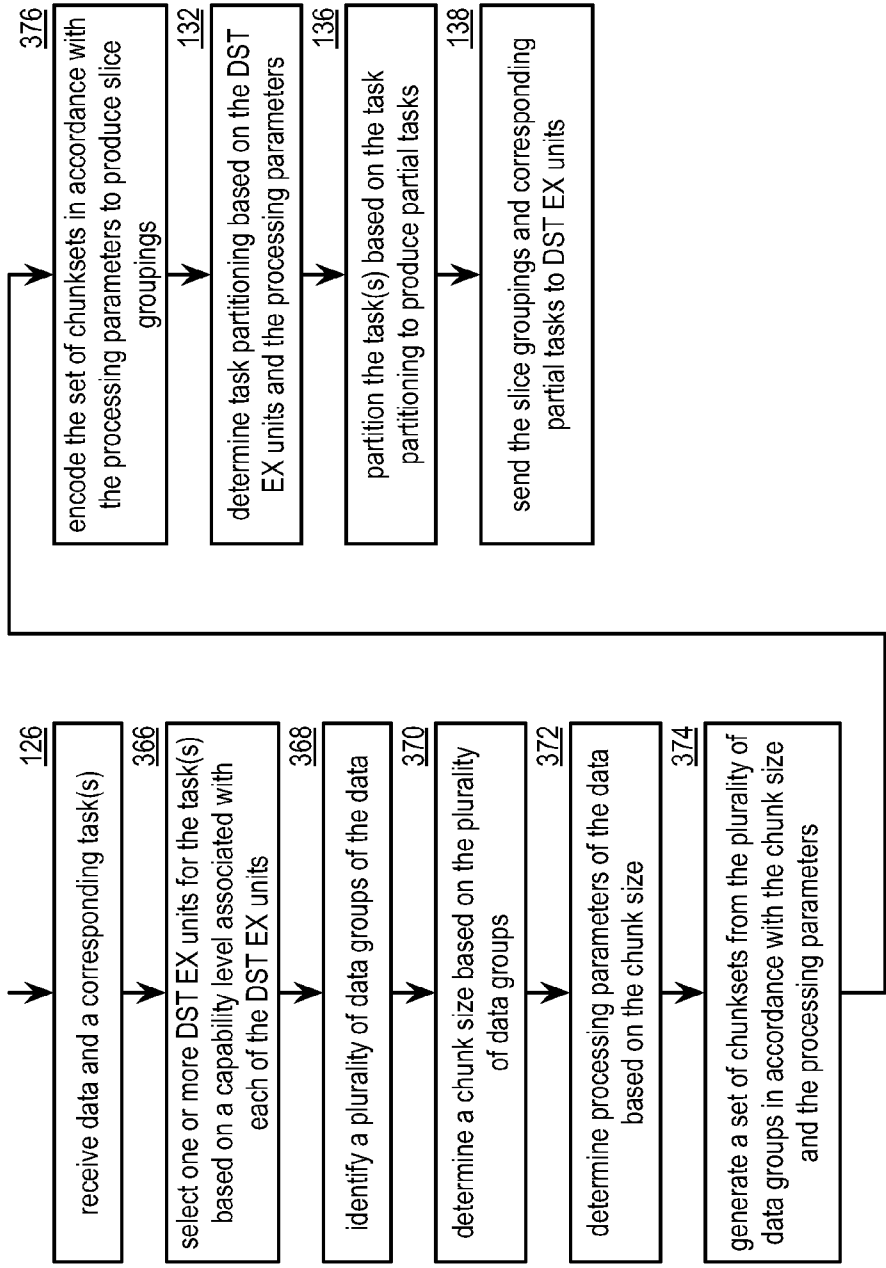 126
receive data and a corresponding task(s)
366
select one or more DST EX units for the task(s)
based on a capability level associated with
each of the DST EX units
368
identify a plurality of data groups of the data
370
determine a chunk size based on the plurality
of data groups
372
determine processing parameters of the data
based on the chunk size
374
generate a set of chunksets from the plurality of
data groups in accordance with the chunk size
and the processing parameters
376
encode the set of chunksets in accordance with
the processing parameters to produce slice
groupings
132
determine task partitioning based on the DST
EX units and the processing parameters
136
partition the task(s) based on the task
partitioning to produce partial tasks
138
send the slice groupings and corresponding
partial tasks to DST EX units